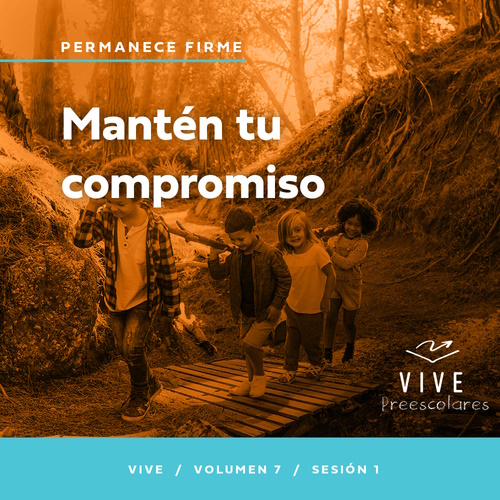 PERMANECE FIRME
Mantén tu
compromiso
VIVE
Preescolares
VIVE / VOLUMEN 7 / SESIÓN 1